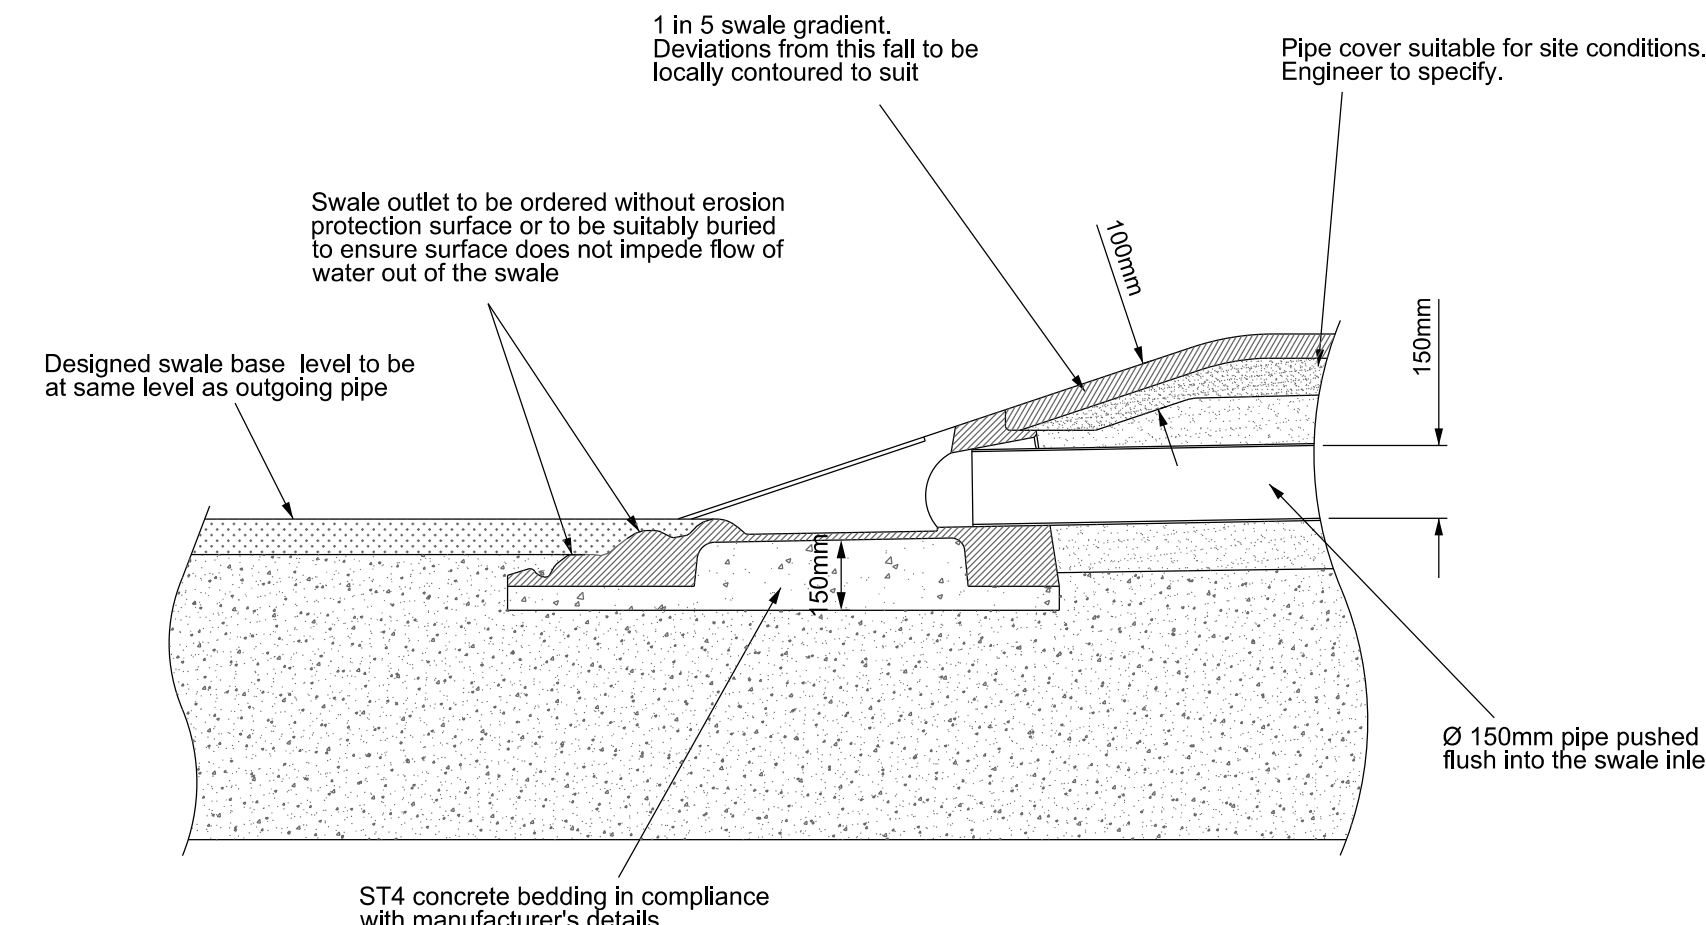 1 in 5 swale gradient.
Deviations from this fall to be
locally contoured to suit
Pipe cover suitable for site conditions.
Engineer to specify.
Swale outlet to be ordered without erosion
protection surface or to be suitably buried
to ensure surface does not impede flow of
water out of the swale
100mm
150mm
Designed swale base level to be
at same level as outgoing pipe
150mm
Ø 150mm pipe pushed
flush into the swale inle
ST4 concrete bedding in compliance
with manufacturer's details